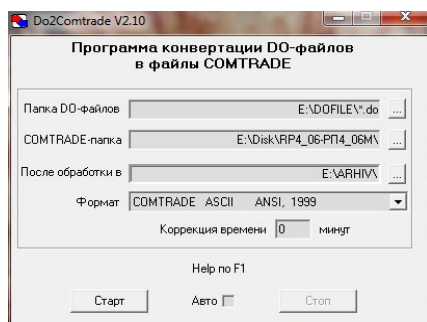 Do2Comtrade V2.10
Программа конвертации DO-файлов
в файлы COMTRADE
Папка DO-файлов E:\DOFILE\*.do ...
COMTRADE-папка E:\Disk\RP4_06-РП4_06М\ ...
После обработки в E:\ARHIV\ ...
Формат COMTRADE ASCII ANSI, 1999
Коррекция времени 0 минут
Help по F1
Старт Авто Стоп